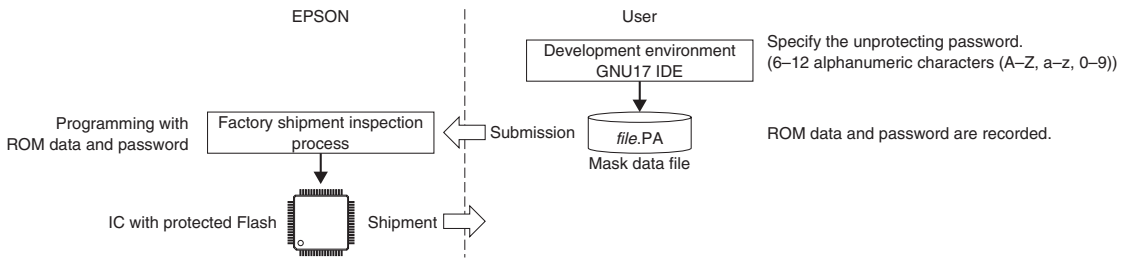 EPSON
User
Development environment
GNU17 IDE
Specify the unprotecting password.
(6–12 alphanumeric characters (A–Z, a–z, 0–9))
Programming with
ROM data and password
Factory shipment inspection
process
Submission
file.PA
Mask data file
ROM data and password are recorded.
IC with protected Flash
Shipment